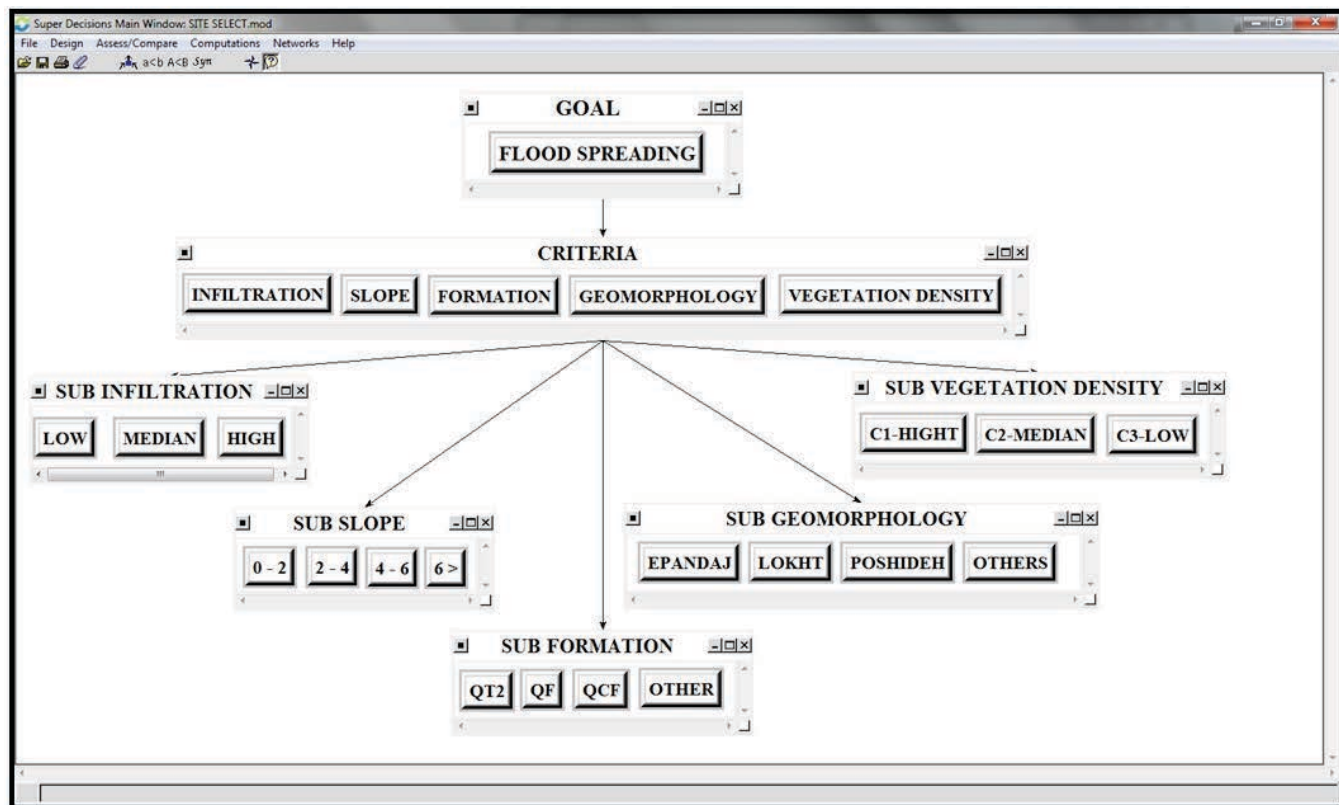 Super Decisions Main Window: SITE SELECT.mod
File Design Assess/Compare Computations Networks Help
a<b A<B Syn
GOAL
FLOOD SPREADING
CRITERIA
INFILTRATION SLOPE FORMATION GEOMORPHOLOGY VEGETATION DENSITY
SUB INFILTRATION
LOW MEDIAN HIGH
SUB VEGETATION DENSITY
C1-HIGHT C2-MEDIAN C3-LOW
SUB SLOPE
0 - 2 2 - 4 4 - 6 6 >
SUB GEOMORPHOLOGY
EPANDAJ LOKHT POSHIDEH OTHERS
SUB FORMATION
QT2 QF QCF OTHER